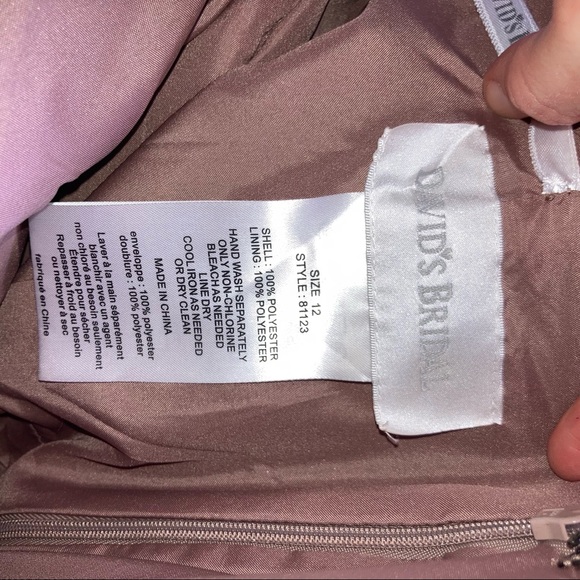 DAVID'S BRIDAL
SIZE 12
STYLE : 81123
SHELL : 100% POLYESTER
LINING : 100% POLYESTER
HAND WASH SEPARATELY
ONLY NON-CHLORINE
BLEACH AS NEEDED
LINE DRY
COOL IRON AS NEEDED
OR DRY CLEAN
MADE IN CHINA
enveloppe : 100% polyester
doublure : 100% polyester
Laver à la main séparément
blanchir avec un agent
non chloré au besoin seulement
Étendre pour sécher
Repasser à froid au besoin
ou nettoyer à sec
fabriqué en Chine